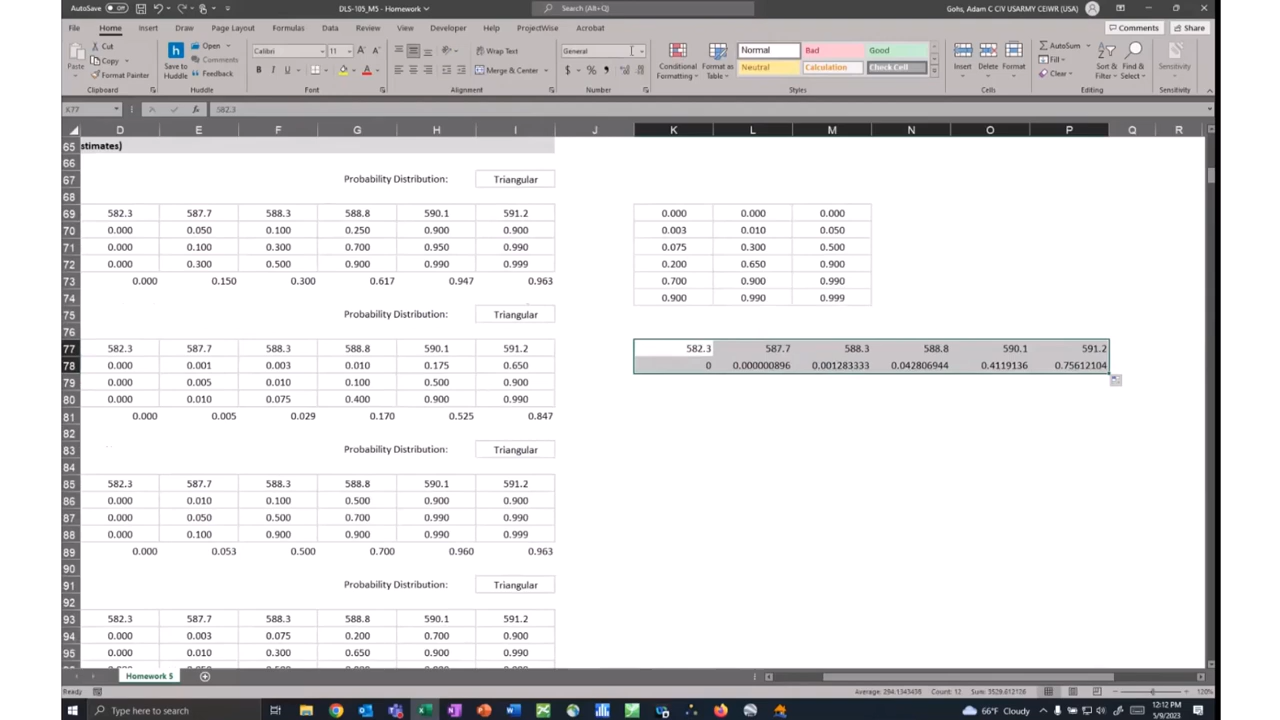 AutoSave Off DLS-105_M5 - Homework Search (Alt+Q) Gohs, Adam C CIV USARMY CEIWR (USA)
File Home Insert Draw Page Layout Formulas Data Review View Developer Help ProjectWise Acrobat Comments Share
Paste Cut Copy Format Painter Clipboard
h Save to Huddle Open Comments Feedback Huddle
Calibri 11 A A B I U A Font
Wrap Text Merge & Center Alignment
General $ % Number
Conditional Formatting Format as Table
Normal Bad Good
Neutral Calculation Check Cell
Styles
Insert Delete Format Cells
AutoSum Fill Clear Sort & Filter Find & Select Editing
Sensitivity Sensitivity
K77 fx 582.3
D E F G H I J K L M N O P Q R
65 stimates)
66
67 Probability Distribution: Triangular
68
69 582.3 587.7 588.3 588.8 590.1 591.2 0.000 0.000 0.000
70 0.000 0.050 0.100 0.250 0.900 0.900 0.003 0.010 0.050
71 0.000 0.100 0.300 0.700 0.950 0.990 0.075 0.300 0.500
72 0.000 0.300 0.500 0.900 0.990 0.999 0.200 0.650 0.900
73 0.000 0.150 0.300 0.617 0.947 0.963 0.700 0.900 0.990
74 0.900 0.990 0.999
75 Probability Distribution: Triangular
76
77 582.3 587.7 588.3 588.8 590.1 591.2 582.3 587.7 588.3 588.8 590.1 591.2
78 0.000 0.001 0.003 0.010 0.175 0.650 0 0.000000896 0.001283333 0.042806944 0.4119136 0.75612104
79 0.000 0.005 0.010 0.100 0.500 0.900
80 0.000 0.010 0.075 0.400 0.900 0.990
81 0.000 0.005 0.029 0.170 0.525 0.847
82
83 Probability Distribution: Triangular
84
85 582.3 587.7 588.3 588.8 590.1 591.2
86 0.000 0.010 0.100 0.500 0.900 0.900
87 0.000 0.050 0.500 0.700 0.990 0.990
88 0.000 0.100 0.900 0.900 0.990 0.999
89 0.000 0.053 0.500 0.700 0.960 0.963
90
91 Probability Distribution: Triangular
92
93 582.3 587.7 588.3 588.8 590.1 591.2
94 0.000 0.003 0.075 0.200 0.700 0.900
95 0.000 0.010 0.300 0.650 0.900 0.990
Homework 5
Ready Average: 294.1343438 Count: 12 Sum: 3529.612126 120%
Type here to search 66°F Cloudy 12:12 PM
5/9/2023